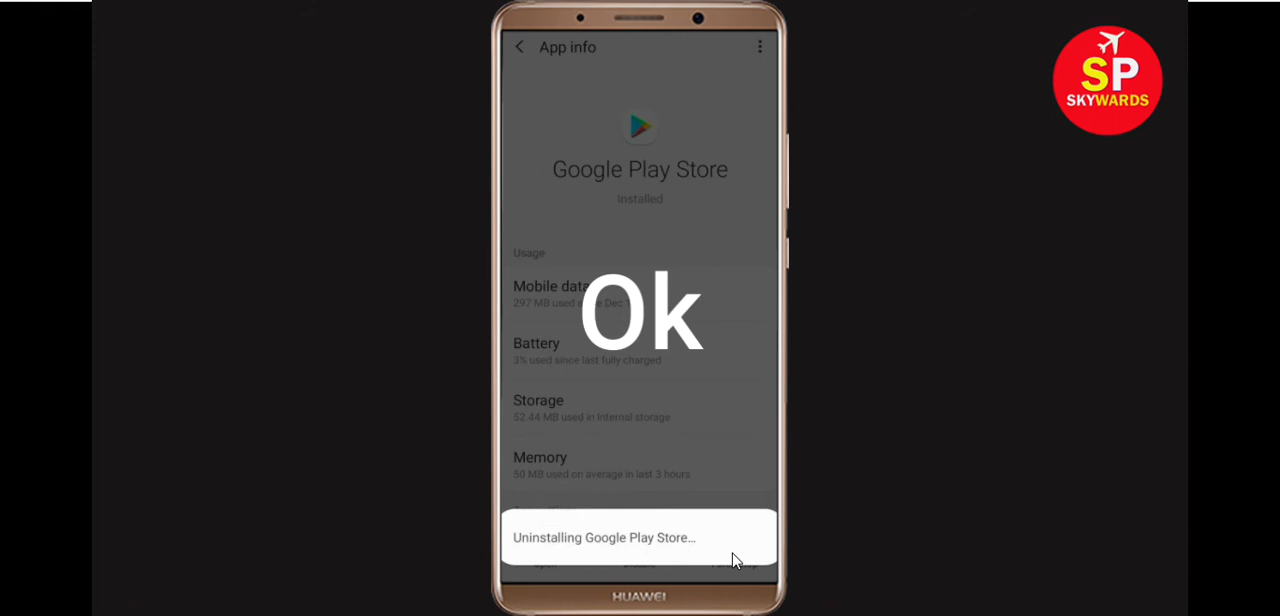 App info
SP
SKYWARDS
Google Play Store
Installed
Usage
Mobile data
297 MB used
Dec 1
Ok
Battery
3% used since last fully charged
Storage
52.44 MB used in Internal storage
Memory
50 MB used on average in last 3 hours
Uninstalling Google Play Store...
HUAWEI